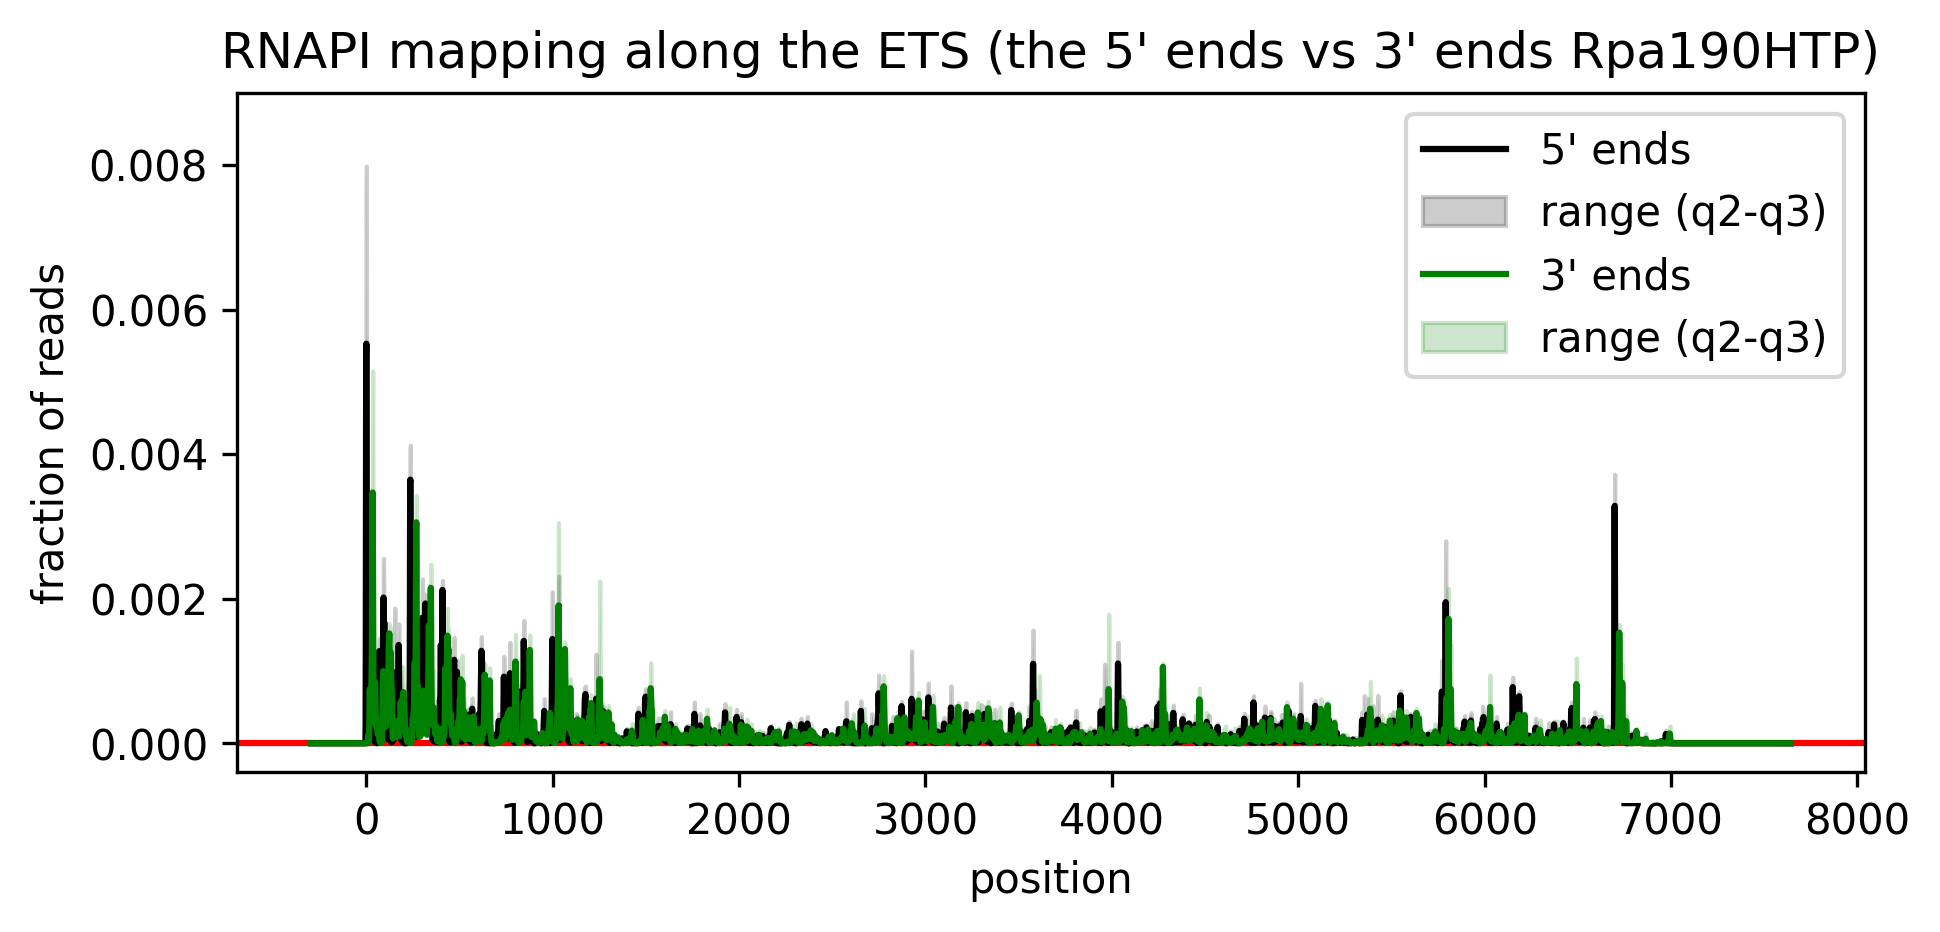 RNAPI mapping along the ETS (the 5' ends vs 3' ends Rpa190HTP)
5' ends
range (q2-q3)
3' ends
range (q2-q3)
fraction of reads
0.008
0.006
0.004
0.002
0.000
0 1000 2000 3000 4000 5000 6000 7000 8000
position